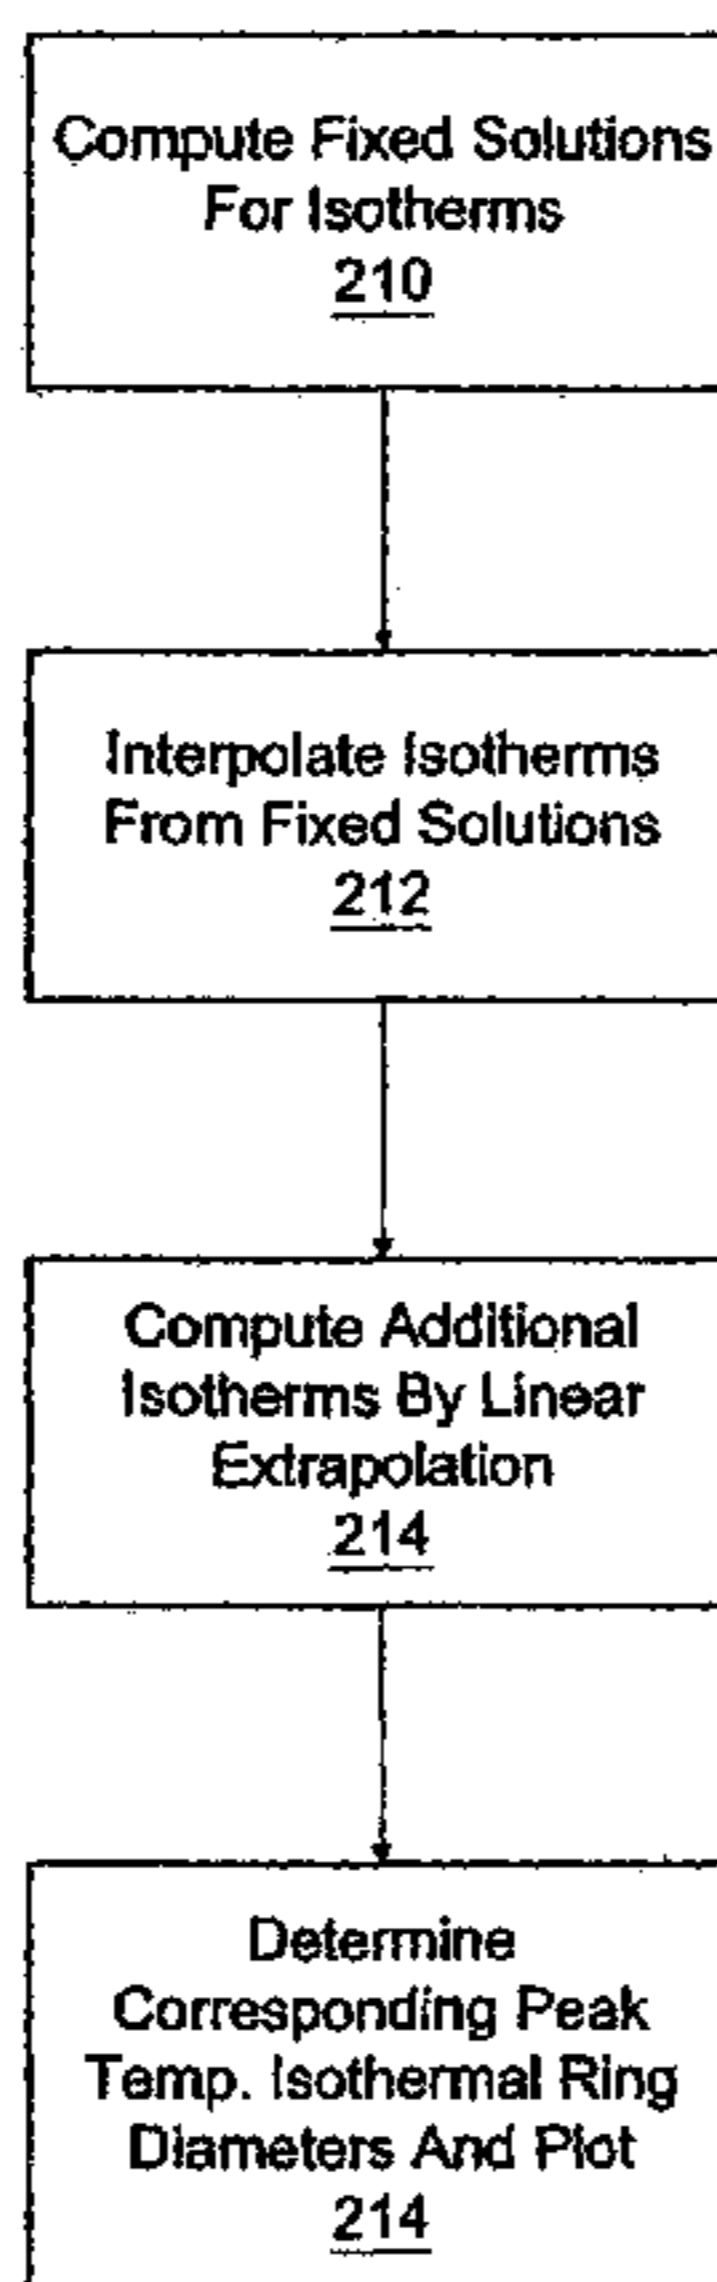 Compute Fixed Solutions
For Isotherms
210
Interpolate Isotherms
From Fixed Solutions
212
Compute Additional
Isotherms By Linear
Extrapolation
214
Determine
Corresponding Peak
Temp. Isothermal Ring
Diameters And Plot
214